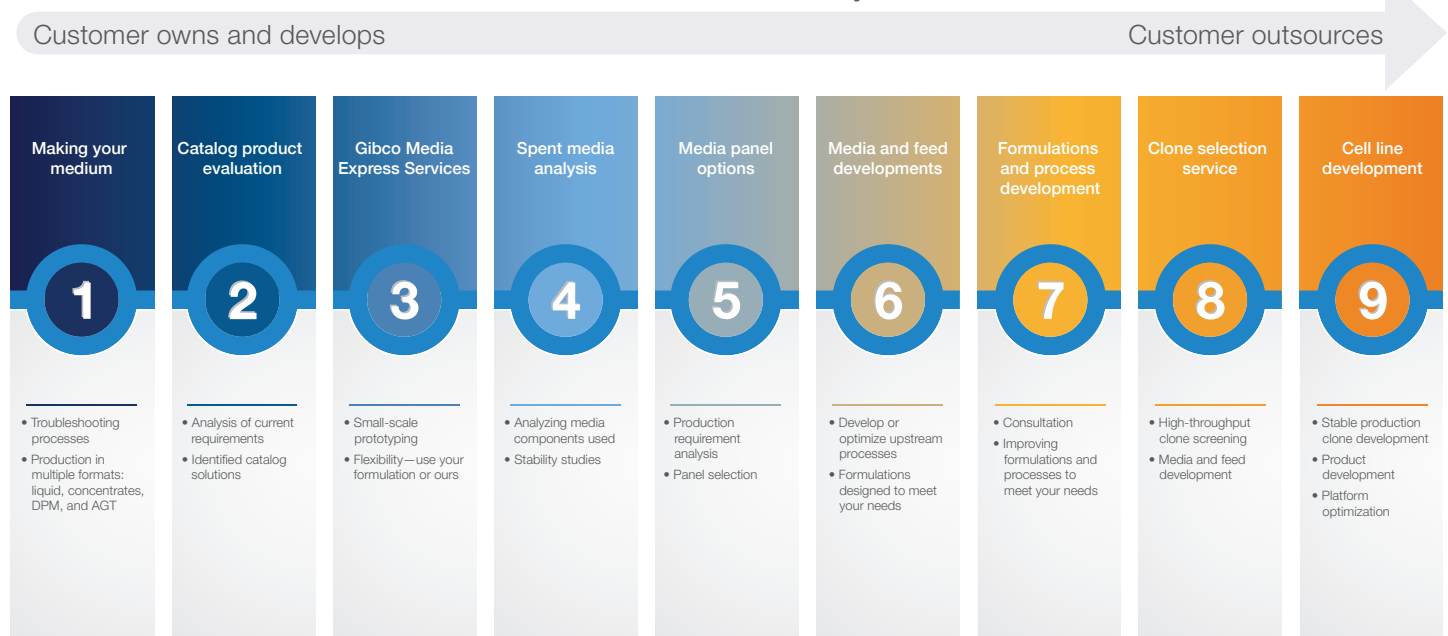 Customer owns and develops
Customer outsources
Making your
medium
1
• Troubleshooting
processes
• Production in
multiple formats:
liquid, concentrates,
DPM, and AGT
Catalog product
evaluation
2
• Analysis of current
requirements
• Identified catalog
solutions
Gibco Media
Express Services
3
• Small-scale
prototyping
• Flexibility—use your
formulation or ours
Spent media
analysis
4
• Analyzing media
components used
• Stability studies
Media panel
options
5
• Production
requirement
analysis
• Panel selection
Media and feed
developments
6
• Develop or
optimize upstream
processes
• Formulations
designed to meet
your needs
Formulations
and process
development
7
• Consultation
• Improving
formulations and
processes to
meet your needs
Clone selection
service
8
• High-throughput
clone screening
• Media and feed
development
Cell line
development
9
• Stable production
clone development
• Product
development
• Platform
optimization